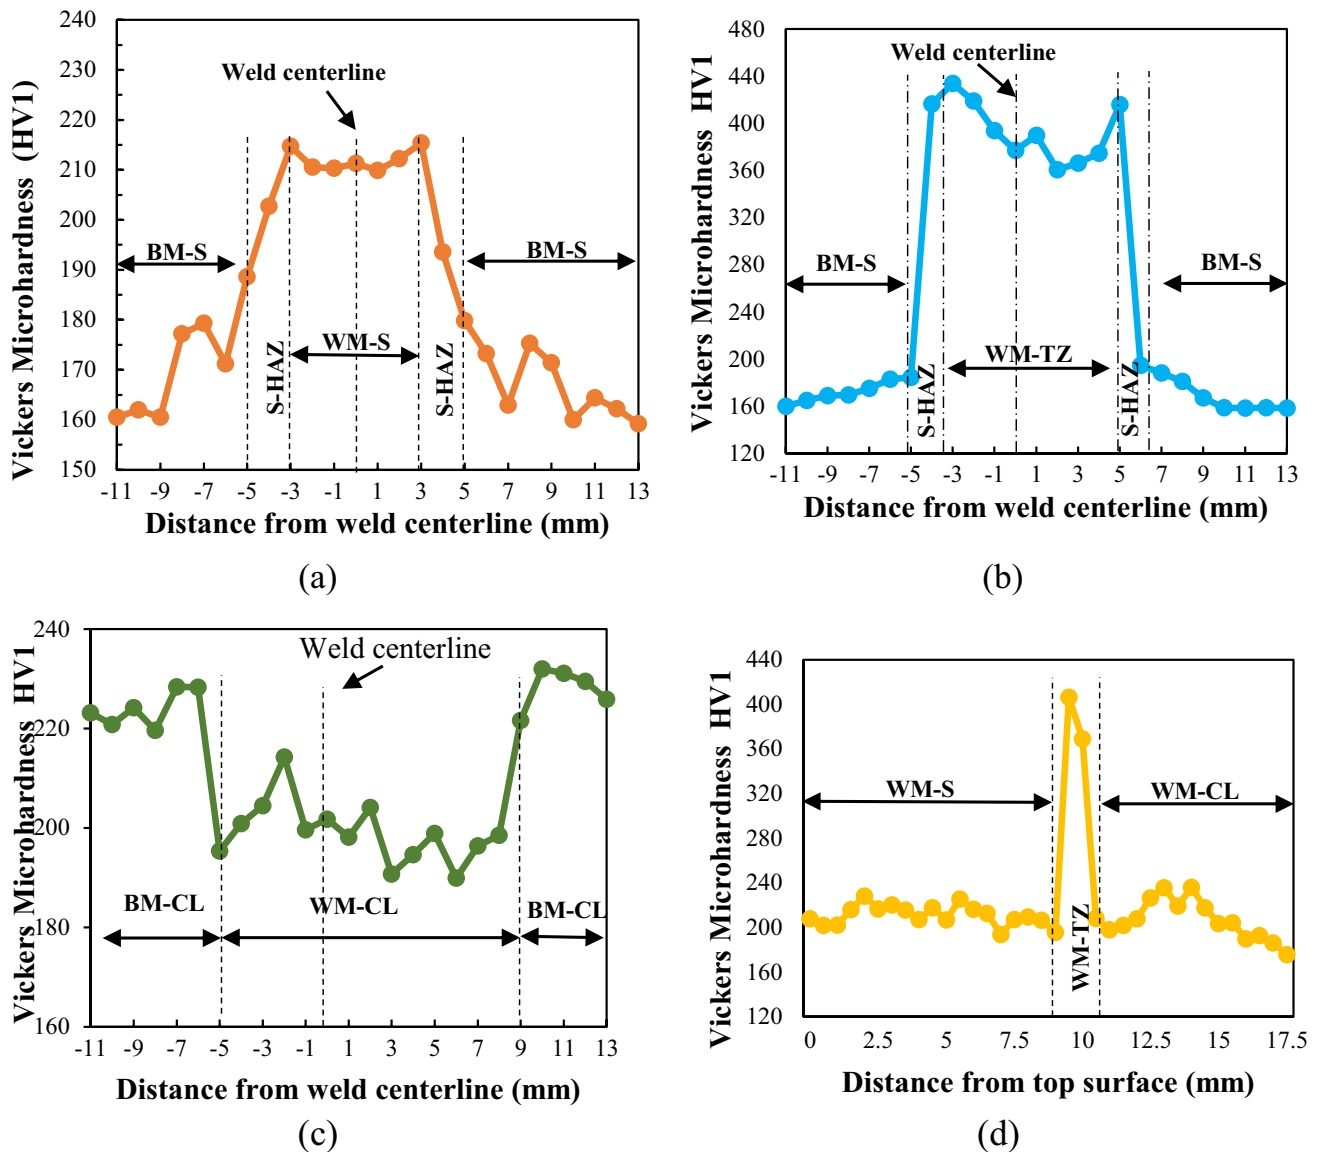 240
230
220
210
200
190
180
170
160
150
Vickers Microhardness (HV1)
Weld centerline
BM-S
BM-S
S-HAZ
WM-S
S-HAZ
-11 -9 -7 -5 -3 -1 1 3 5 7 9 11 13
Distance from weld centerline (mm)
(a)
480
440
400
360
320
280
240
200
160
120
Vickers Microhardness HV1
Weld centerline
BM-S
BM-S
S-HAZ
WM-TZ
S-HAZ
-11 -9 -7 -5 -3 -1 1 3 5 7 9 11 13
Distance from weld centerline (mm)
(b)
240
220
200
180
160
Vickers Microhardness HV1
Weld centerline
BM-CL
WM-CL
BM-CL
-11 -9 -7 -5 -3 -1 1 3 5 7 9 11 13
Distance from weld centerline (mm)
(c)
440
400
360
320
280
240
200
160
120
Vickers Microhardness HV1
WM-S
WM-TZ
WM-CL
0 2.5 5 7.5 10 12.5 15 17.5
Distance from top surface (mm)
(d)